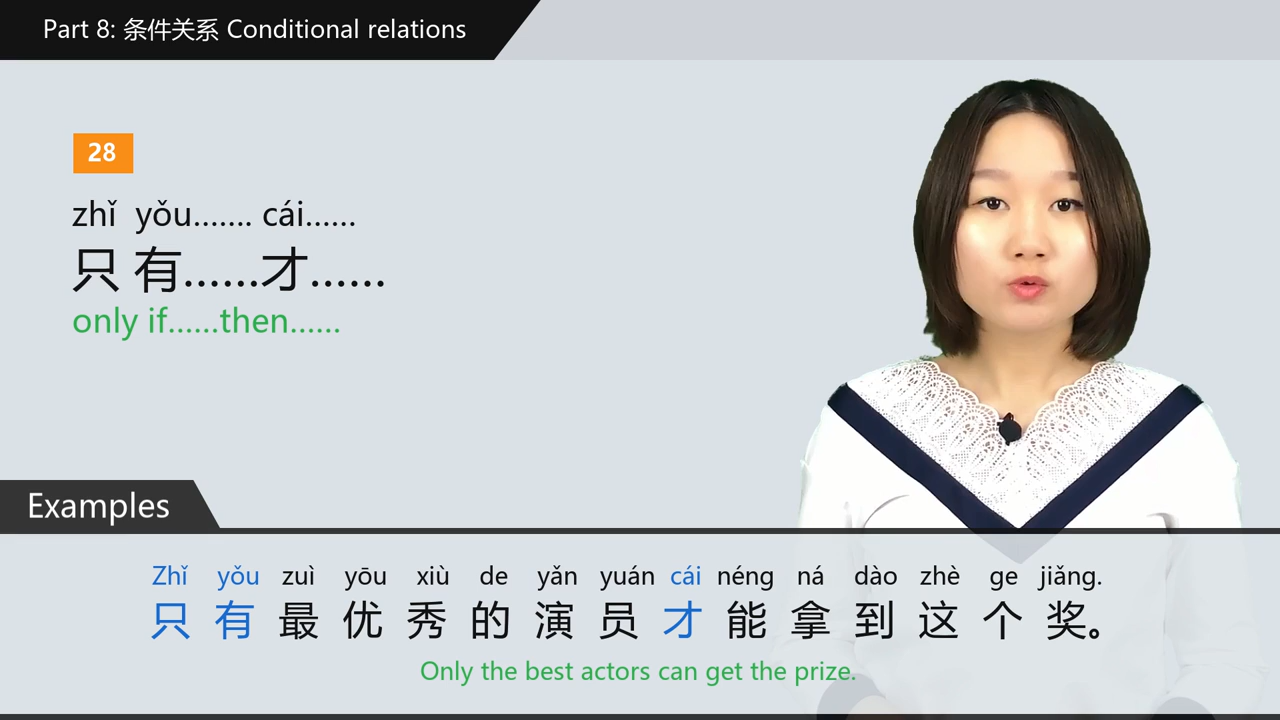 Part 8: 条件关系 Conditional relations
28
zhǐ yǒu....... cái......
只有......才......
only if......then......
Examples
Zhǐ yǒu zuì yōu xiù de yǎn yuán cái néng ná dào zhè ge jiǎng.
只有最优秀的演员才能拿到这个奖。
Only the best actors can get the prize.